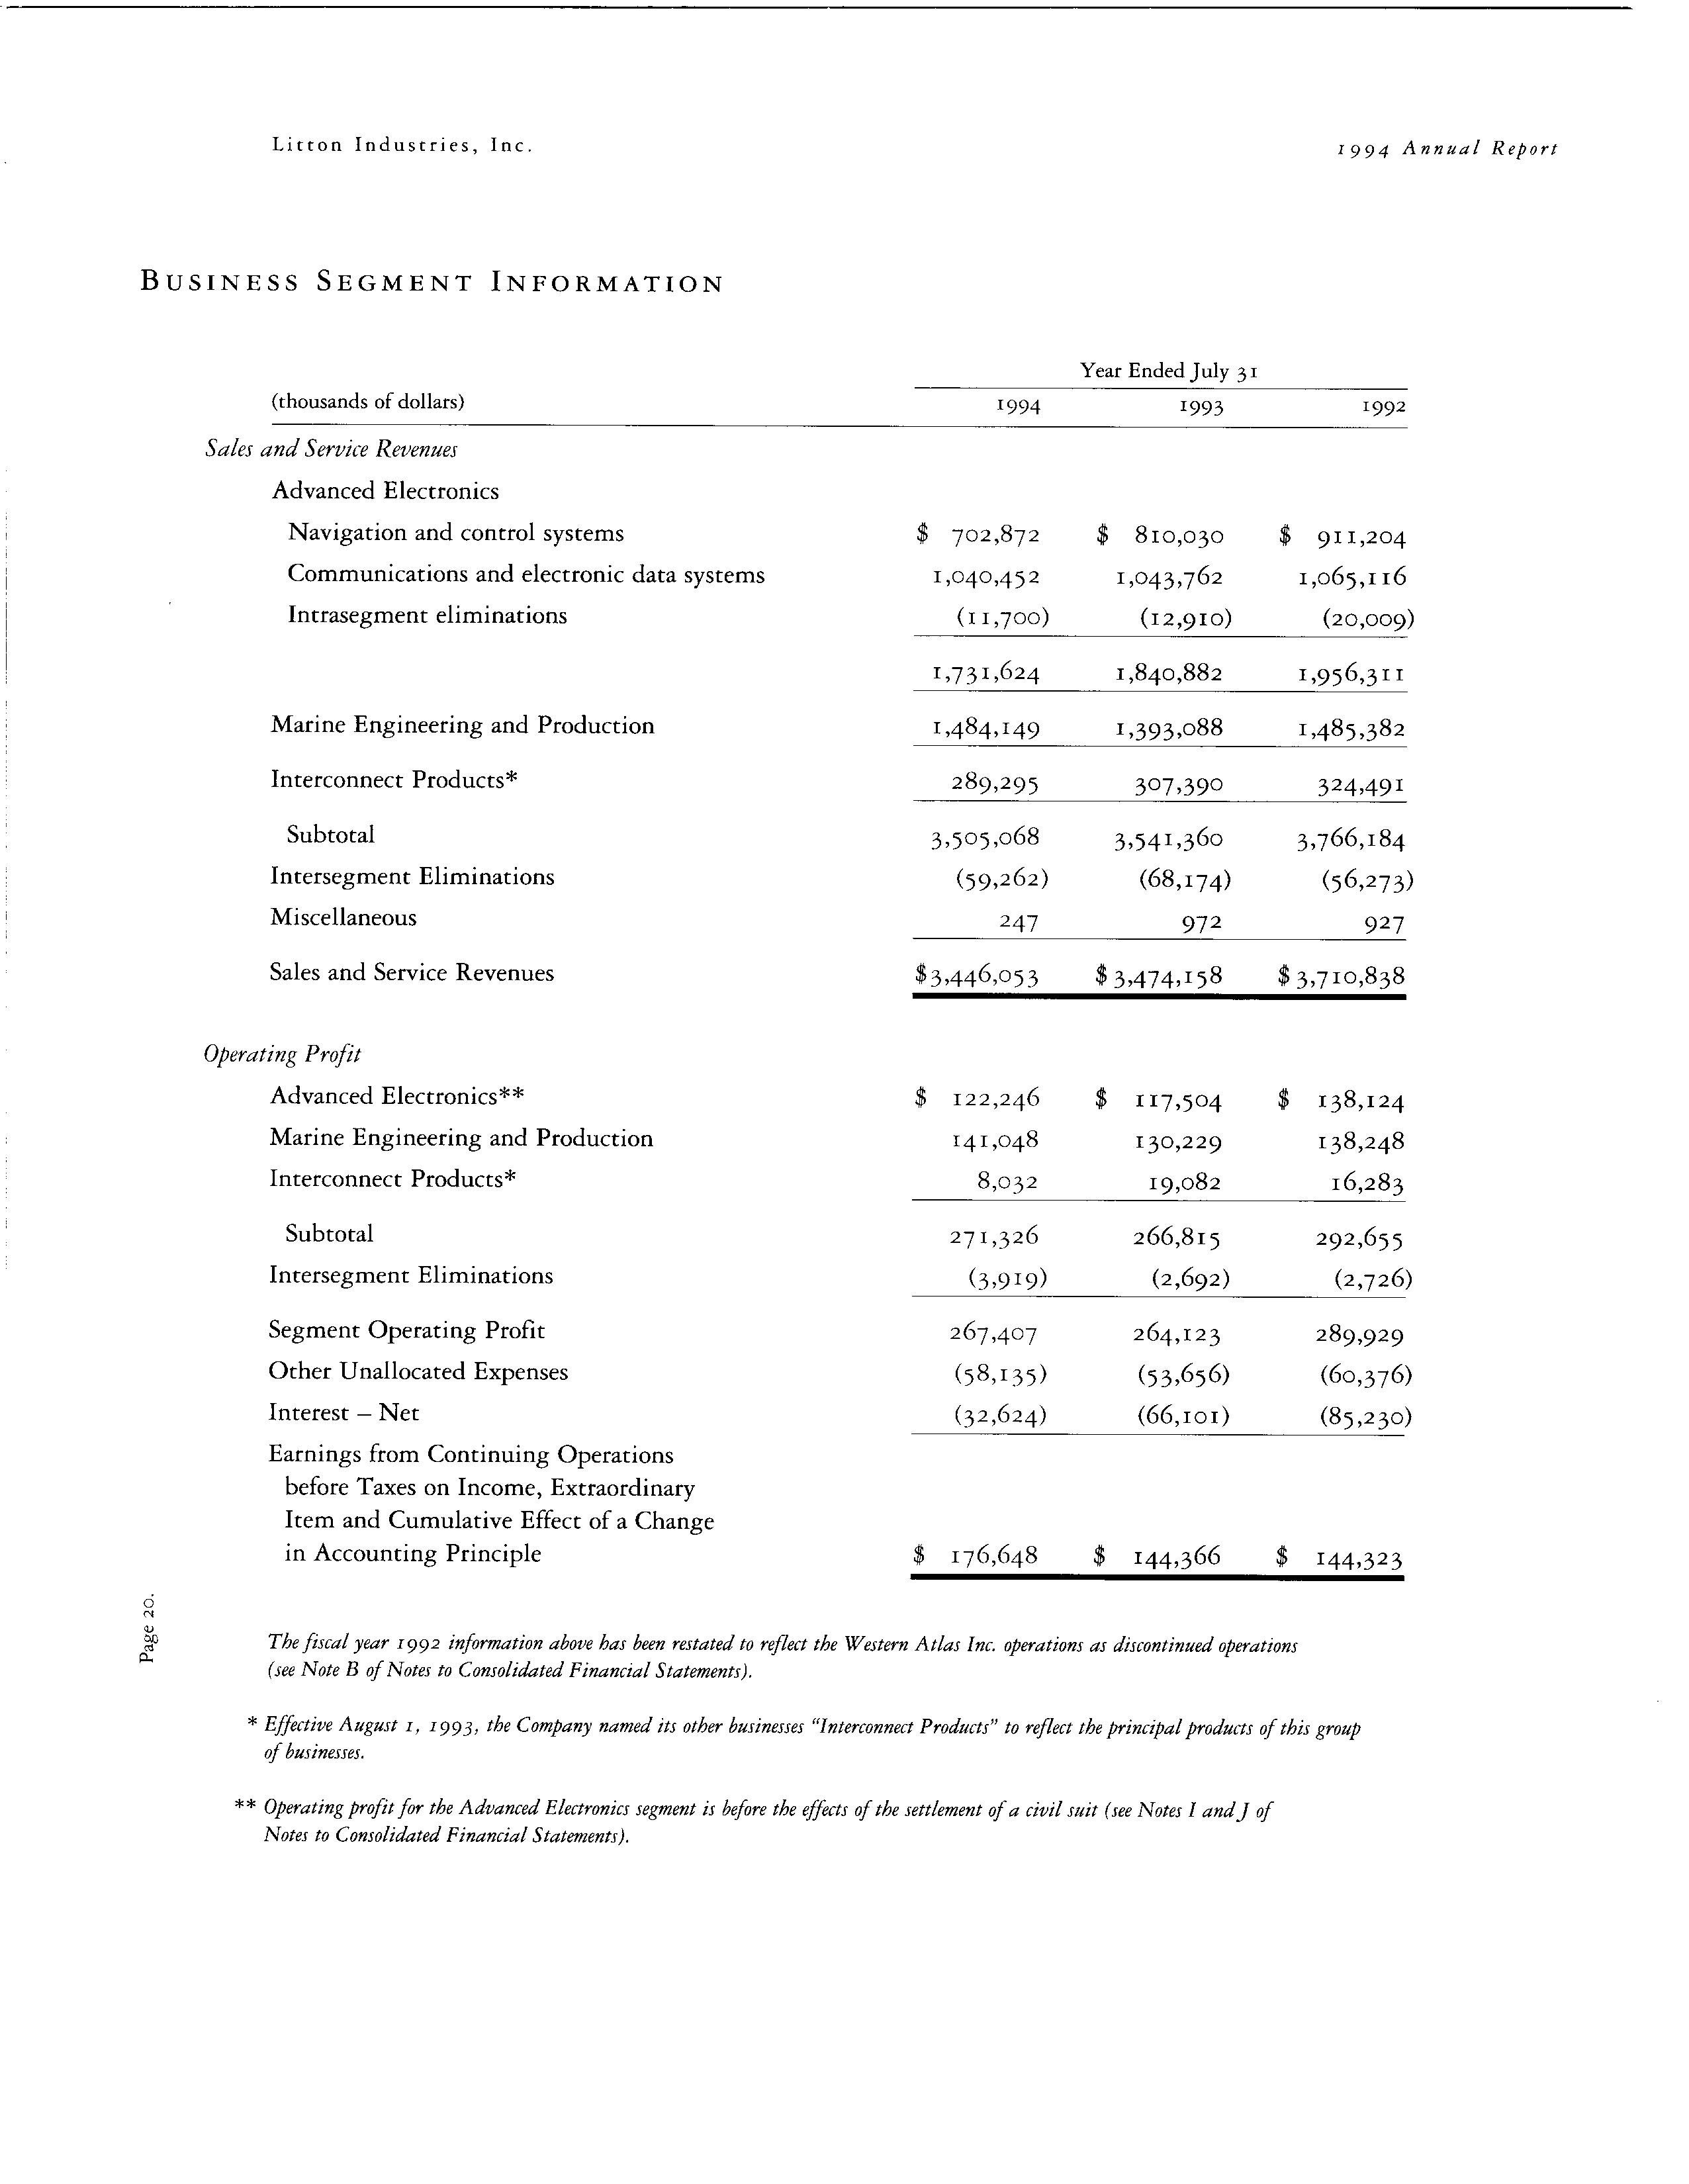 Litton Industries, Inc. 1994 Annual Report
BUSINESS SEGMENT INFORMATION
Year Ended July 31
(thousands of dollars) 1994 1993 1992
Sales and Service Revenues
Advanced Electronics
Navigation and control systems $ 702,872 $ 810,030 $ 911,204
Communications and electronic data systems 1,040,452 1,043,762 1,065,116
Intrasegment eliminations (11,700) (12,910) (20,009)
1,731,624 1,840,882 1,956,311
Marine Engineering and Production 1,484,149 1,393,088 1,485,382
Interconnect Products* 289,295 307,390 324,491
Subtotal 3,505,068 3,541,360 3,766,184
Intersegment Eliminations (59,262) (68,174) (56,273)
Miscellaneous 247 972 927
Sales and Service Revenues $3,446,053 $3,474,158 $3,710,838
Operating Profit
Advanced Electronics** $ 122,246 $ 117,504 $ 138,124
Marine Engineering and Production 141,048 130,229 138,248
Interconnect Products* 8,032 19,082 16,283
Subtotal 271,326 266,815 292,655
Intersegment Eliminations (3,919) (2,692) (2,726)
Segment Operating Profit 267,407 264,123 289,929
Other Unallocated Expenses (58,135) (53,656) (60,376)
Interest – Net (32,624) (66,101) (85,230)
Earnings from Continuing Operations
before Taxes on Income, Extraordinary
Item and Cumulative Effect of a Change
in Accounting Principle $ 176,648 $ 144,366 $ 144,323
The fiscal year 1992 information above has been restated to reflect the Western Atlas Inc. operations as discontinued operations
(see Note B of Notes to Consolidated Financial Statements).
* Effective August 1, 1993, the Company named its other businesses “Interconnect Products” to reflect the principal products of this group
of businesses.
** Operating profit for the Advanced Electronics segment is before the effects of the settlement of a civil suit (see Notes I and J of
Notes to Consolidated Financial Statements).
Page 20.